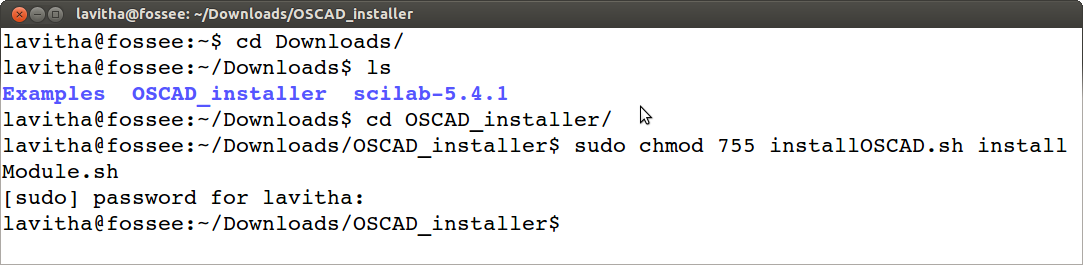 lavitha@fossee: ~/Downloads/OSCAD_installer
lavitha@fossee:~$ cd Downloads/
lavitha@fossee:~/Downloads$ ls
Examples  OSCAD_installer  scilab-5.4.1
lavitha@fossee:~/Downloads$ cd OSCAD_installer/
lavitha@fossee:~/Downloads/OSCAD_installer$ sudo chmod 755 installOSCAD.sh install
Module.sh
[sudo] password for lavitha:
lavitha@fossee:~/Downloads/OSCAD_installer$